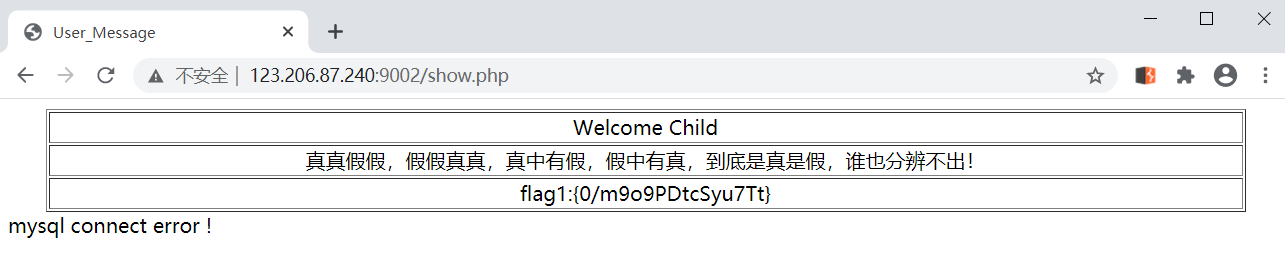 User_Message
不安全 | 123.206.87.240:9002/show.php
Welcome Child
真真假假，假假真真，真中有假，假中有真，到底是真是假，谁也分辨不出！
flag1:{0/m9o9PDtcSyu7Tt}
mysql connect error !